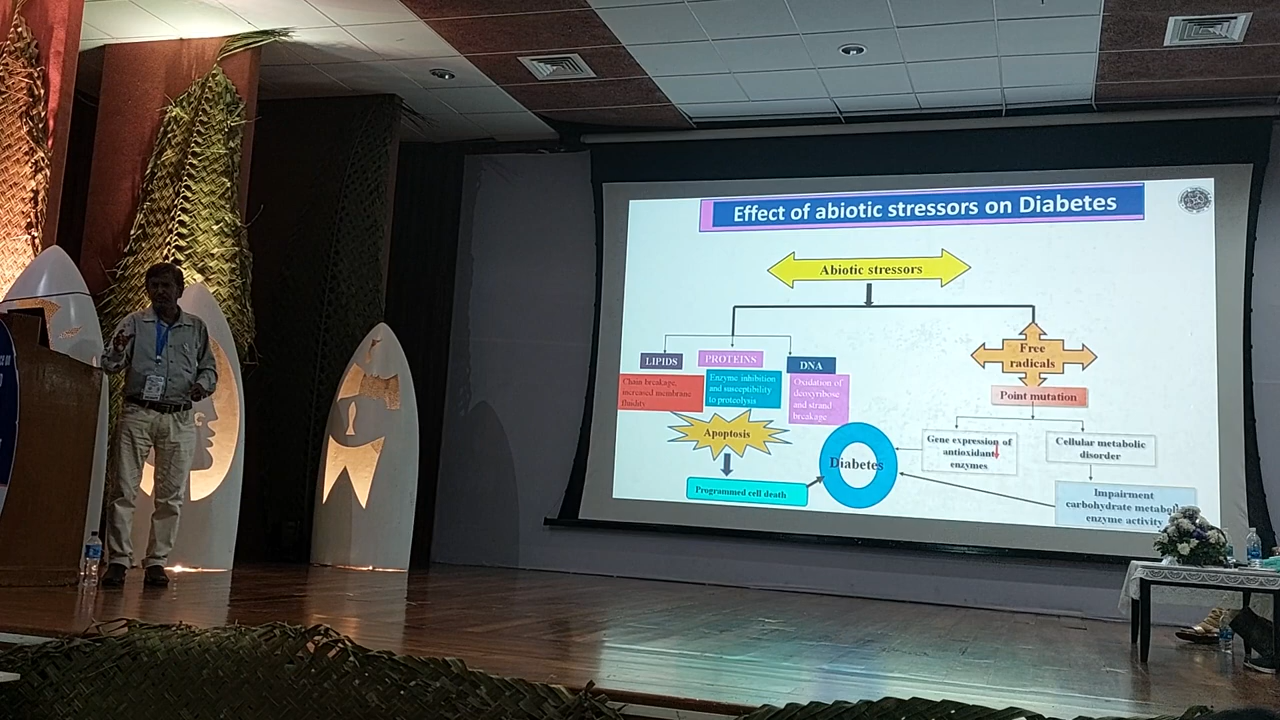 Effect of abiotic stressors on Diabetes
Abiotic stressors
LIPIDS
Chain breakage,
increased membrane
fluidity
PROTEINS
Enzyme inhibition
and susceptibility
to proteolysis
DNA
Oxidation of
deoxyribose
and strand
breakage
Apoptosis
Programmed cell death
Diabetes
Free
radicals
Point mutation
Gene expression of
antioxidant
enzymes
Cellular metabolic
disorder
Impairment
carbohydrate
enzyme activity